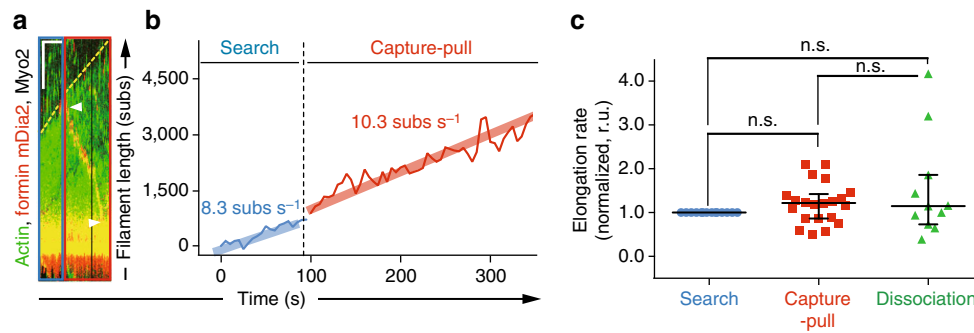 a
Actin, formin mDia2, Myo2
b
Filament length (subs)
Search
Capture-pull
4,500
3,000
1,500
0
8.3 subs s⁻¹
10.3 subs s⁻¹
0
100
200
300
Time (s)
c
Elongation rate
(normalized, r.u.)
4.0
3.0
2.0
1.0
0.0
n.s.
n.s.
n.s.
Search
Capture
-pull
Dissociation